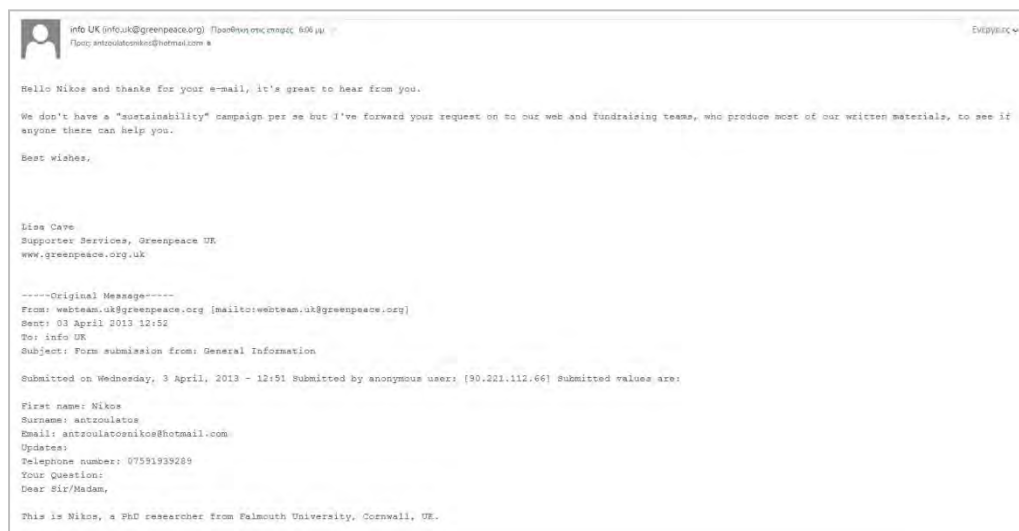 info UK (info.uk@greenpeace.org) Προσθήκη στις επαφές 6:06 μμ
Ενέργειες
Προς: antzoulatosnikos@hotmail.com
Hello Nikos and thanks for your e-mail, it's great to hear from you.
We don't have a "sustainability" campaign per se but I've forward your request on to our web and fundraising teams, who produce most of our written materials, to see if
anyone there can help you.
Best wishes,
Lisa Cave
Supporter Services, Greenpeace UK
www.greenpeace.org.uk
-----Original Message-----
From: webteam.uk@greenpeace.org [mailto:webteam.uk@greenpeace.org]
Sent: 03 April 2013 12:52
To: info UK
Subject: Form submission from: General Information
Submitted on Wednesday, 3 April, 2013 - 12:51 Submitted by anonymous user: [90.221.112.66] Submitted values are:
First name: Nikos
Surname: antzoulatos
Email: antzoulatosnikos@hotmail.com
Updates:
Telephone number: 07591939289
Your Question:
Dear Sir/Madam,
This is Nikos, a PhD researcher from Falmouth University, Cornwall, UK.